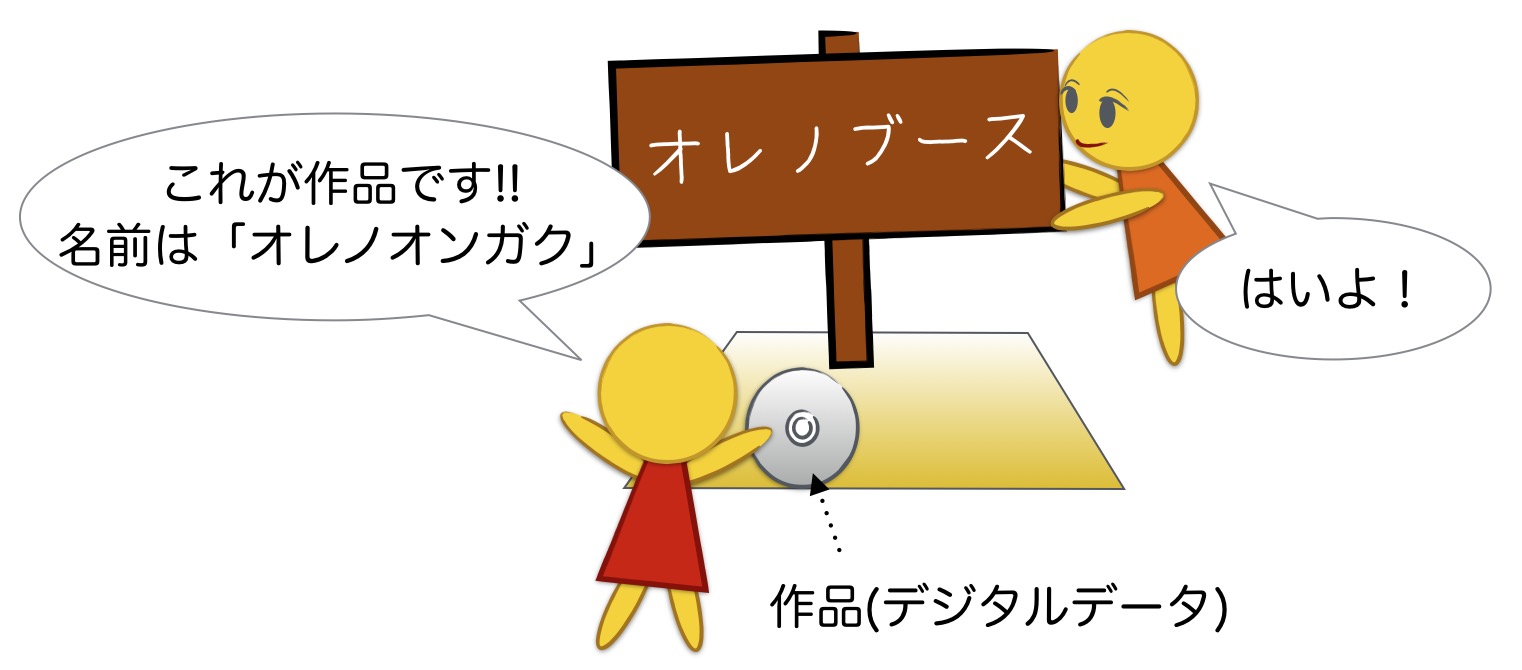 オレノブース
これが作品です!!
名前は「オレノオンガク」
はいよ！
作品(デジタルデータ)